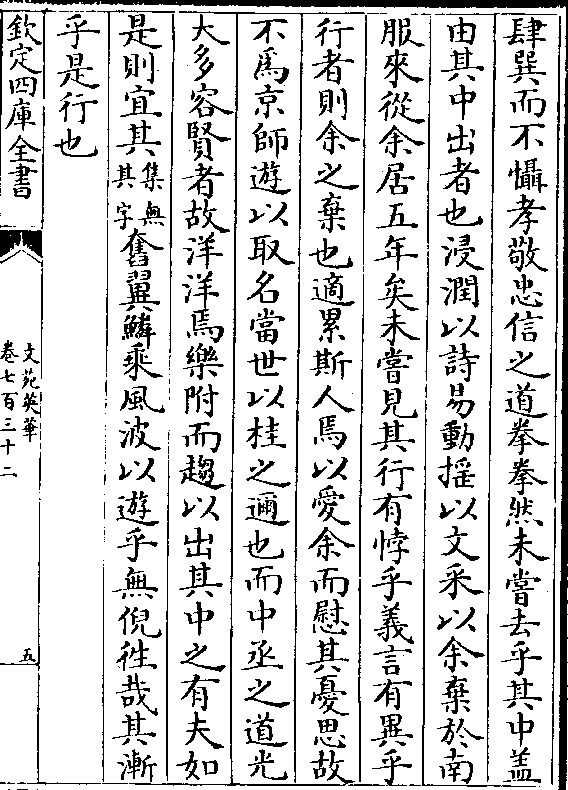 肆巽而不懾孝敬忠信之道拳拳然未嘗去乎其中盖
由其中出者也浸潤以詩易動揺以文采以余棄於南
服來從余居五年矣未嘗見其行有悖乎義言有異乎
行者則余之棄也適累斯人焉以愛余而慰其憂思故
不爲京師遊以取名當世以桂之邇也而中丞之道光
大多容賢者故洋洋焉樂附而趨以出其中之有夫如
是則宜其集無其字奮翼鱗乘風波以遊乎無倪徃哉其漸
乎是行也
欽定四庫全書
文苑英華
卷七百三十二
五